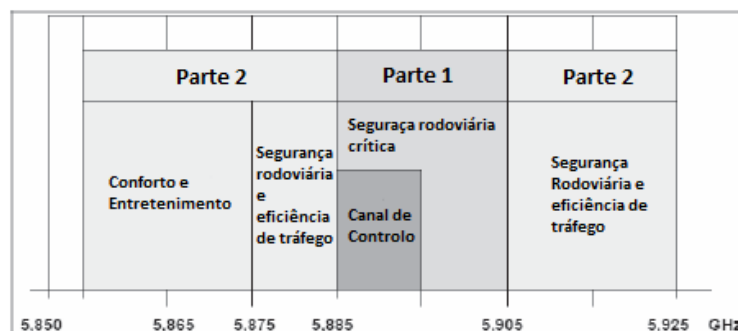 Parte 2
Parte 1
Parte 2
Conforto e
Entretenimento
Segurança
rodoviária
e
eficiência
de tráfego
Seguraça rodoviária
crítica
Canal de
Controlo
Segurança
Rodoviária e
eficiência de
tráfego
5,850 5,865 5,875 5,885 5,905 5,925 GHz